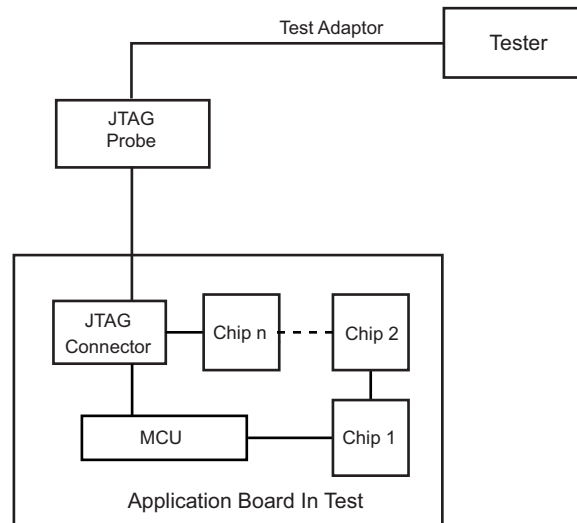 Test Adaptor
Tester
JTAG
Probe
JTAG
Connector
Chip n
Chip 2
MCU
Chip 1
Application Board In Test